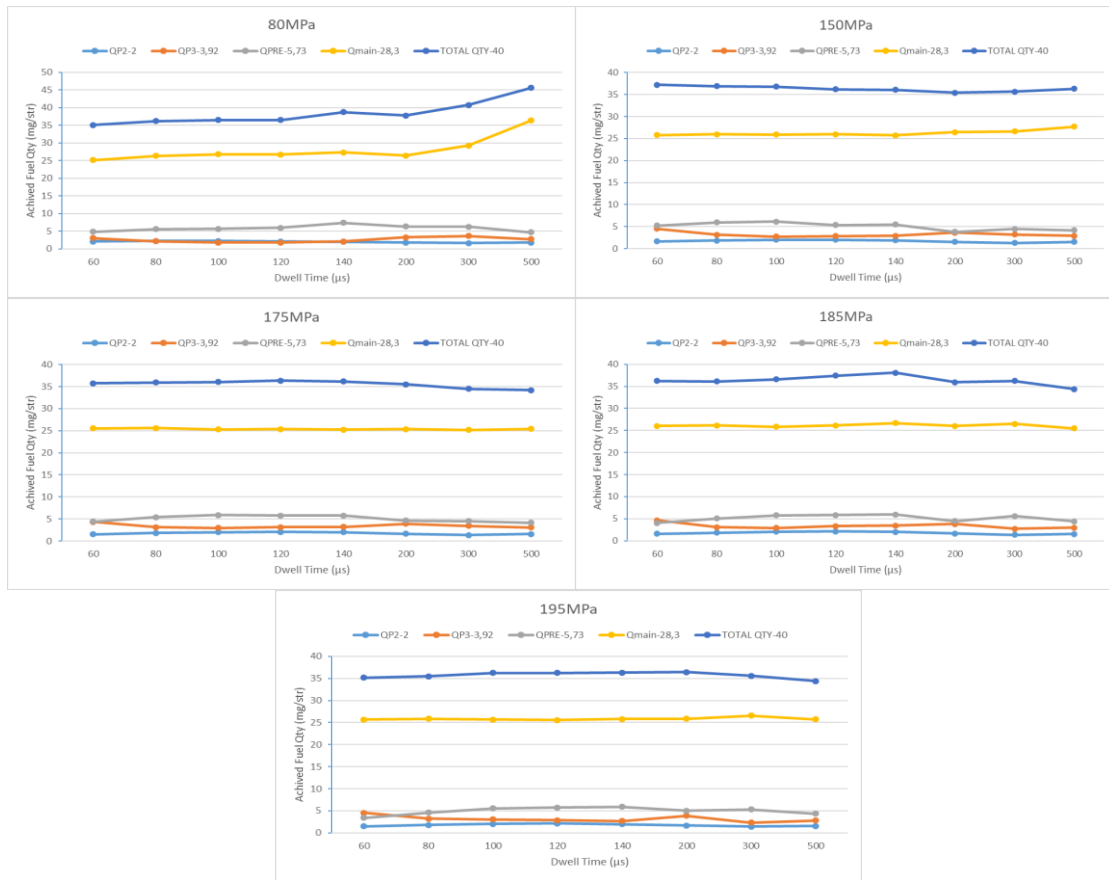 80MPa
QP2-2 QP3-3,92 QPRE-5,73 Qmain-28,3 TOTAL QTY-40
50
45
40
35
30
25
20
15
10
5
0
Achived Fuel Qty (mg/str)
60 80 100 120 140 200 300 500
Dwell Time (µs)
150MPa
QP2-2 QP3-3,92 QPRE-5,73 Qmain-28,3 TOTAL QTY-40
40
35
30
25
20
15
10
5
0
Achived Fuel Qty (mg/str)
60 80 100 120 140 200 300 500
Dwell Time (µs)
175MPa
QP2-2 QP3-3,92 QPRE-5,73 Qmain-28,3 TOTAL QTY-40
40
35
30
25
20
15
10
5
0
Achived Fuel Qty (mg/str)
60 80 100 120 140 200 300 500
Dwell Time (µs)
185MPa
QP2-2 QP3-3,92 QPRE-5,73 Qmain-28,3 TOTAL QTY-40
40
35
30
25
20
15
10
5
0
Achived Fuel Qty (mg/str)
60 80 100 120 140 200 300 500
Dwell Time (µs)
195MPa
QP2-2 QP3-3,92 QPRE-5,73 Qmain-28,3 TOTAL QTY-40
40
35
30
25
20
15
10
5
0
Achived Fuel Qty (mg/str)
60 80 100 120 140 200 300 500
Dwell Time (µs)